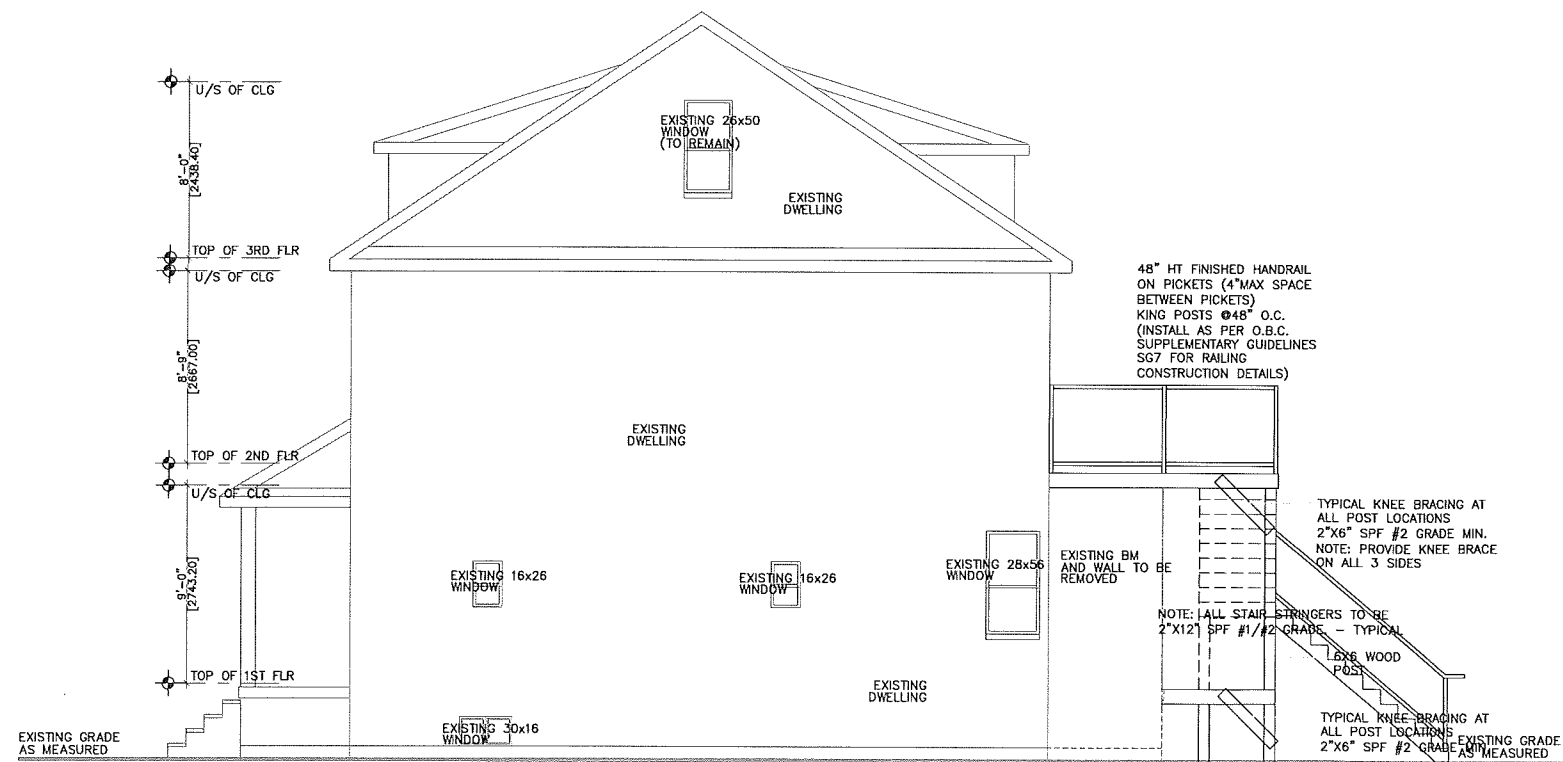 U/S OF CLG
8'-0"
[2438.40]
TOP OF 3RD FLR
U/S OF CLG
8'-9"
[2667.00]
TOP OF 2ND FLR
U/S OF CLG
9'-0"
[2743.20]
TOP OF 1ST FLR
EXISTING GRADE
AS MEASURED
EXISTING 26x50
WINDOW
(TO REMAIN)
EXISTING
DWELLING
EXISTING
DWELLING
EXISTING 16x26
WINDOW
EXISTING 16x26
WINDOW
EXISTING 28x56
WINDOW
EXISTING
DWELLING
EXISTING 30x16
WINDOW
48" HT FINISHED HANDRAIL
ON PICKETS (4"MAX SPACE
BETWEEN PICKETS)
KING POSTS @48" O.C.
(INSTALL AS PER O.B.C.
SUPPLEMENTARY GUIDELINES
SG7 FOR RAILING
CONSTRUCTION DETAILS)
EXISTING BM
AND WALL TO BE
REMOVED
TYPICAL KNEE BRACING AT
ALL POST LOCATIONS
2"X6" SPF #2 GRADE MIN.
NOTE: PROVIDE KNEE BRACE
ON ALL 3 SIDES
NOTE: ALL STAIR STRINGERS TO BE
2"X12" SPF #1/#2 GRADE. - TYPICAL
6X6 WOOD
POST
TYPICAL KNEE BRACING AT
ALL POST LOCATIONS
2"X6" SPF #2 GRADE MIN.
EXISTING GRADE
AS MEASURED